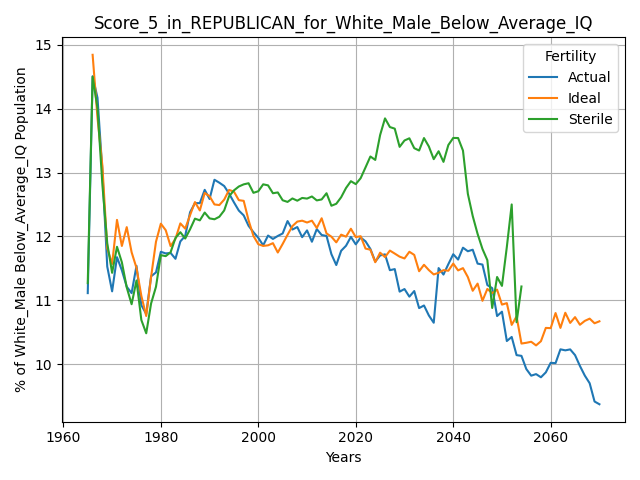 Score_5_in_REPUBLICAN_for_White_Male_Below_Average_IQ
Fertility
Actual
Ideal
Sterile
% of White_Male Below_Average_IQ Population
15
14
13
12
11
10
1960
1980
2000
2020
2040
2060
Years